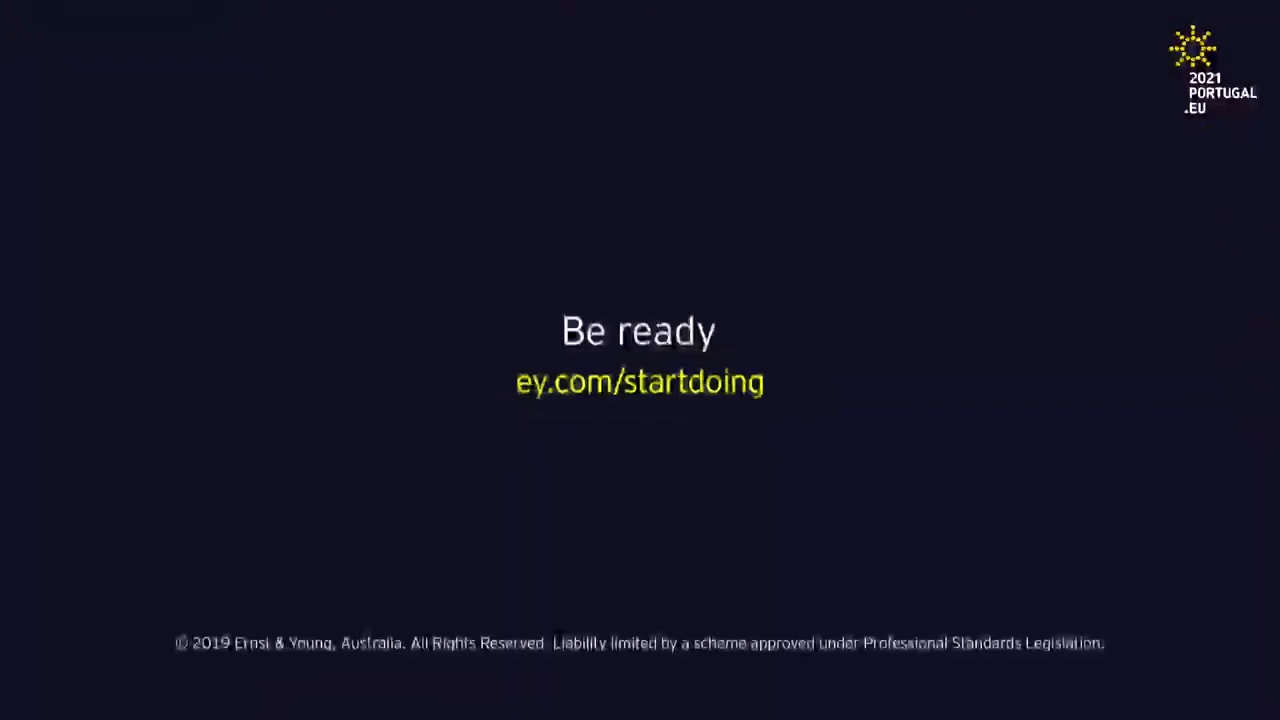 2021
PORTUGAL
.EU
Be ready
ey.com/startdoing
© 2019 Ernst & Young, Australia. All Rights Reserved. Liability limited by a scheme approved under Professional Standards Legislation.